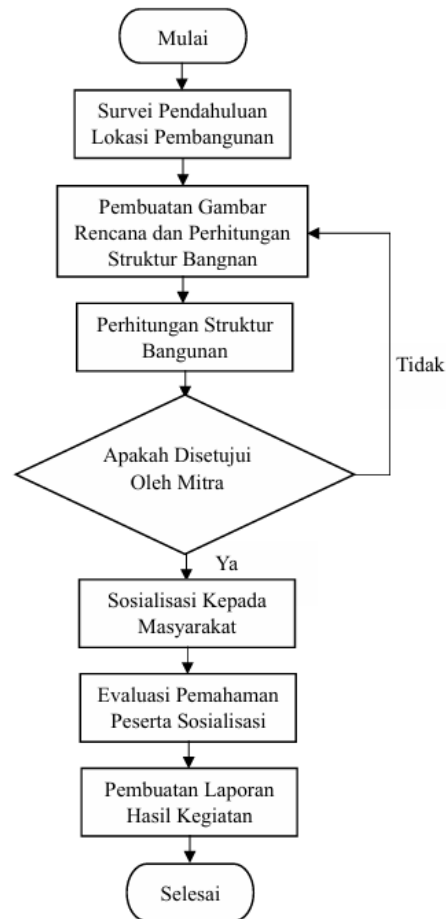 Mulai
Survei Pendahuluan
Lokasi Pembangunan
Pembuatan Gambar
Rencana dan Perhitungan
Struktur Bangnan
Perhitungan Struktur
Bangunan
Tidak
Apakah Disetujui
Oleh Mitra
Ya
Sosialisasi Kepada
Masyarakat
Evaluasi Pemahaman
Peserta Sosialisasi
Pembuatan Laporan
Hasil Kegiatan
Selesai